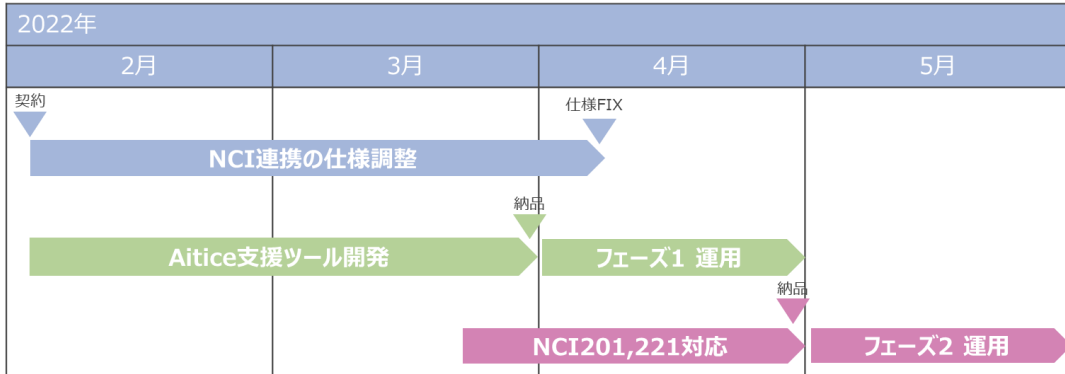 2022年
2月
3月
4月
5月
契約
仕様FIX
NCI連携の仕様調整
納品
Aitice支援ツール開発
フェーズ1 運用
納品
NCI201,221対応
フェーズ2 運用